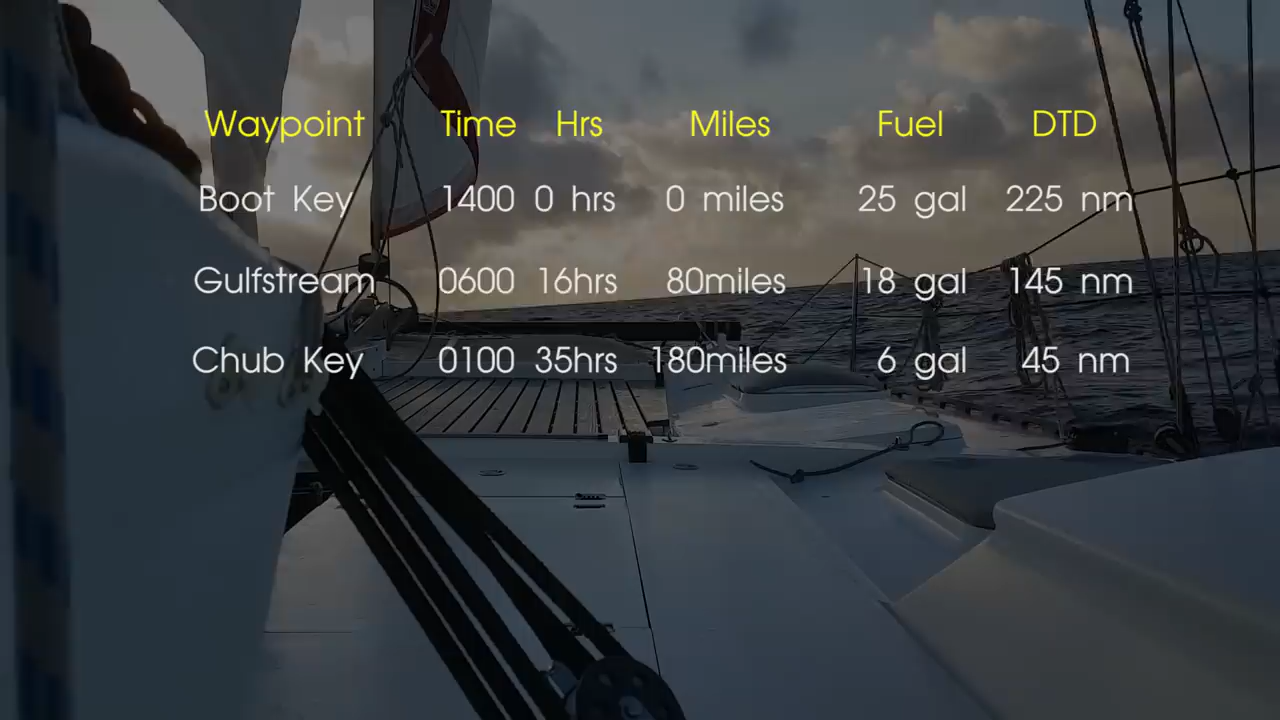 Waypoint Time Hrs Miles Fuel DTD
Boot Key 1400 0 hrs 0 miles 25 gal 225 nm
Gulfstream 0600 16hrs 80miles 18 gal 145 nm
Chub Key 0100 35hrs 180miles 6 gal 45 nm